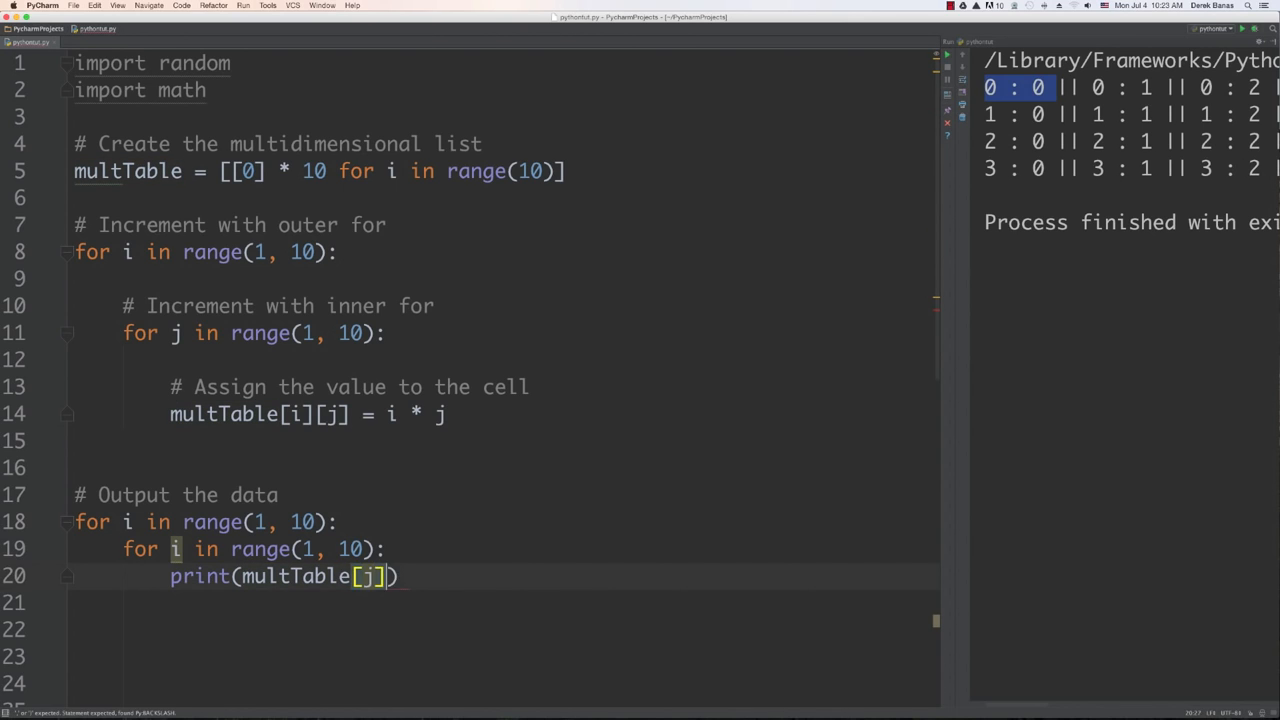 PyCharm File Edit View Navigate Code Refactor Run Tools VCS Window Help 10 Mon Jul 4 10:23 AM Derek Banas
pythontut.py - PycharmProjects - [~/PycharmProjects]
PycharmProjects pythontut.py pythontut
pythontut.py
Run pythontut
1 import random
2 import math
3
4 # Create the multidimensional list
5 multTable = [[0] * 10 for i in range(10)]
6
7 # Increment with outer for
8 for i in range(1, 10):
9
10 # Increment with inner for
11 for j in range(1, 10):
12
13 # Assign the value to the cell
14 multTable[i][j] = i * j
15
16
17 # Output the data
18 for i in range(1, 10):
19 for i in range(1, 10):
20 print(multTable[j])
21
22
23
24
/Library/Frameworks/Pytho
0 : 0 || 0 : 1 || 0 : 2 |
1 : 0 || 1 : 1 || 1 : 2 |
2 : 0 || 2 : 1 || 2 : 2 |
3 : 0 || 3 : 1 || 3 : 2 |
Process finished with exi
expected. Statement expected, found Py:BACKSLASH.
20:27 LF‡ UTF-8‡